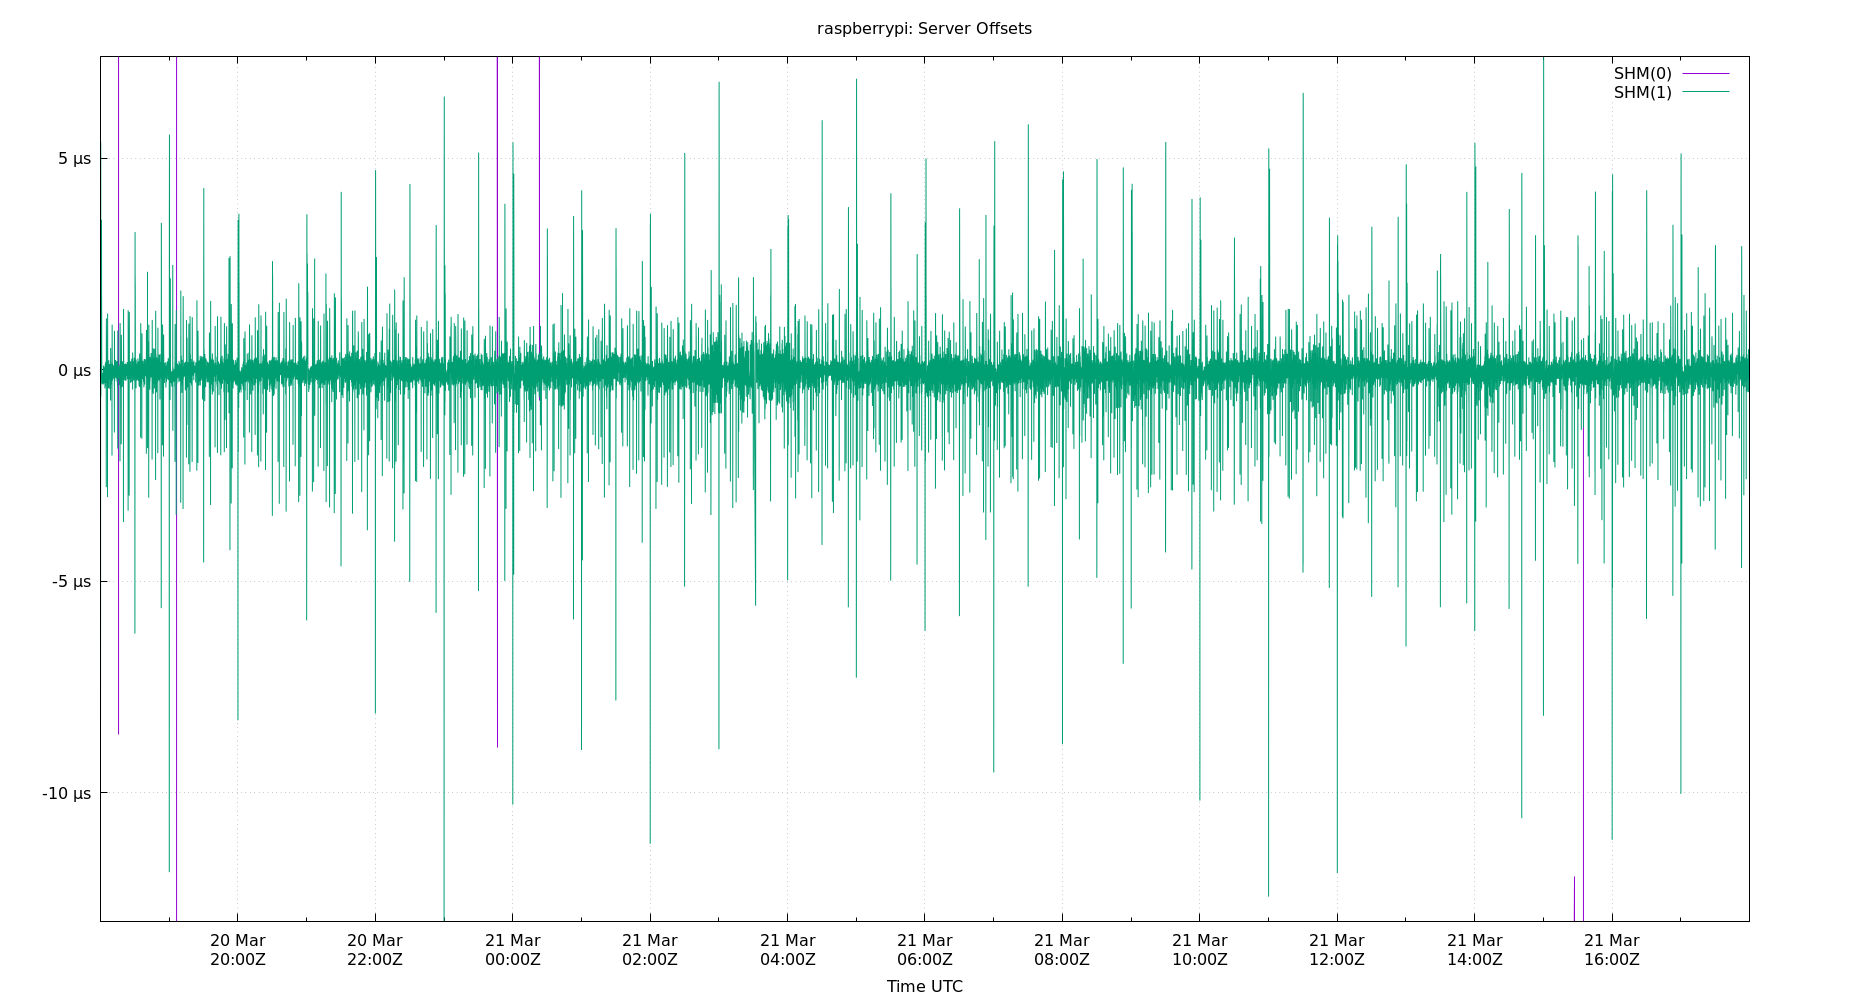 raspberrypi: Server Offsets
SHM(0)
SHM(1)
5 µs
0 µs
-5 µs
-10 µs
20 Mar 20 Mar 21 Mar 21 Mar 21 Mar 21 Mar 21 Mar 21 Mar 21 Mar 21 Mar 21 Mar
20:00Z 22:00Z 00:00Z 02:00Z 04:00Z 06:00Z 08:00Z 10:00Z 12:00Z 14:00Z 16:00Z
Time UTC